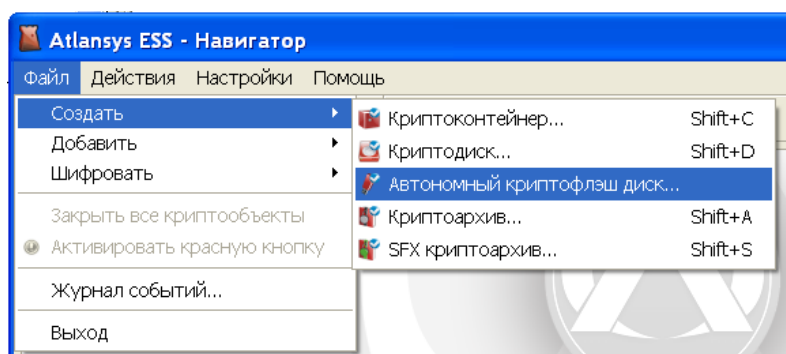 Atlansys ESS - Навигатор
Файл Действия Настройки Помощь
Создать
Добавить
Шифровать
Закрыть все криптообъекты
Активировать красную кнопку
Журнал событий...
Выход
Криптоконтейнер... Shift+C
Криптодиск... Shift+D
Автономный криптофлэш диск...
Криптоархив... Shift+A
SFX криптоархив... Shift+S